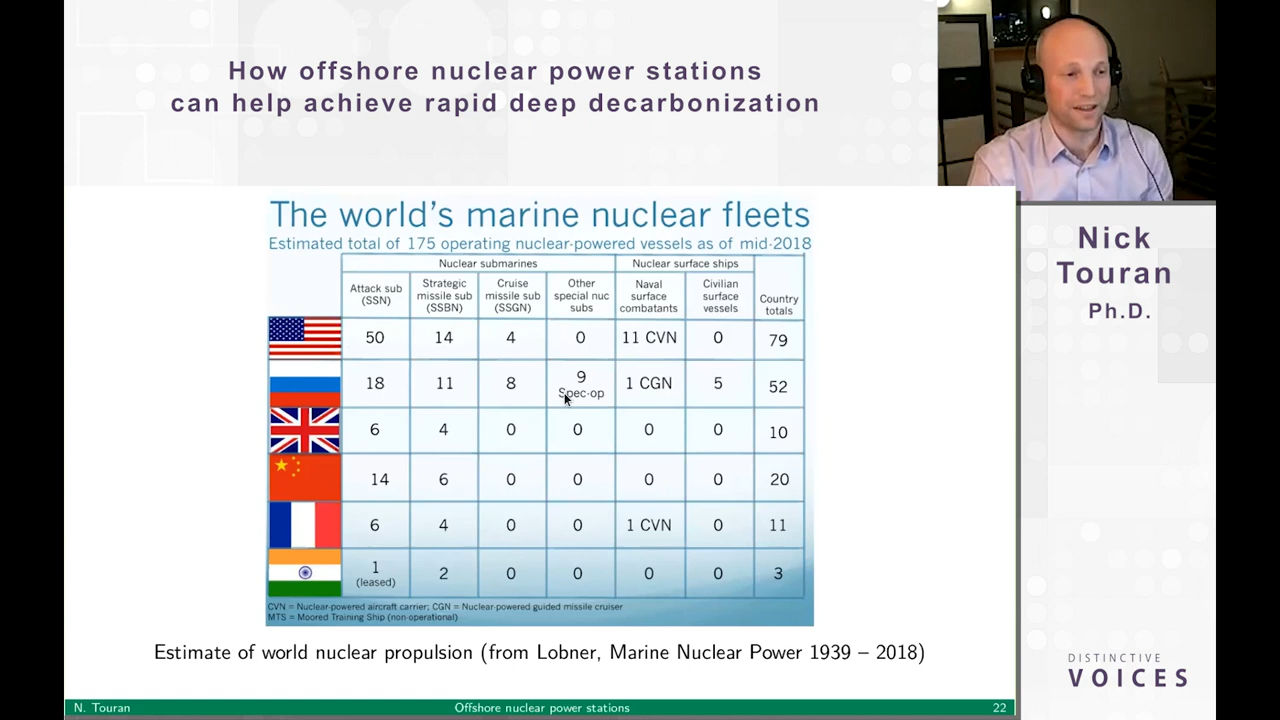 How offshore nuclear power stations
can help achieve rapid deep decarbonization
The world's marine nuclear fleets
Estimated total of 175 operating nuclear-powered vessels as of mid-2018
Nuclear submarines Nuclear surface ships
Attack sub (SSN) Strategic missile sub (SSBN) Cruise missile sub (SSGN) Other special nuc subs Naval surface combatants Civilian surface vessels Country totals
50 14 4 0 11 CVN 0 79
18 11 8 9 Spec-op 1 CGN 5 52
6 4 0 0 0 0 10
14 6 0 0 0 0 20
6 4 0 0 1 CVN 0 11
1 (leased) 2 0 0 0 0 3
CVN = Nuclear-powered aircraft carrier; CGN = Nuclear-powered guided missile cruiser
MTS = Moored Training Ship (non-operational)
Estimate of world nuclear propulsion (from Lobner, Marine Nuclear Power 1939 – 2018)
N. Touran Offshore nuclear power stations 22
Nick
Touran
Ph.D.
DISTINCTIVE
VOICES